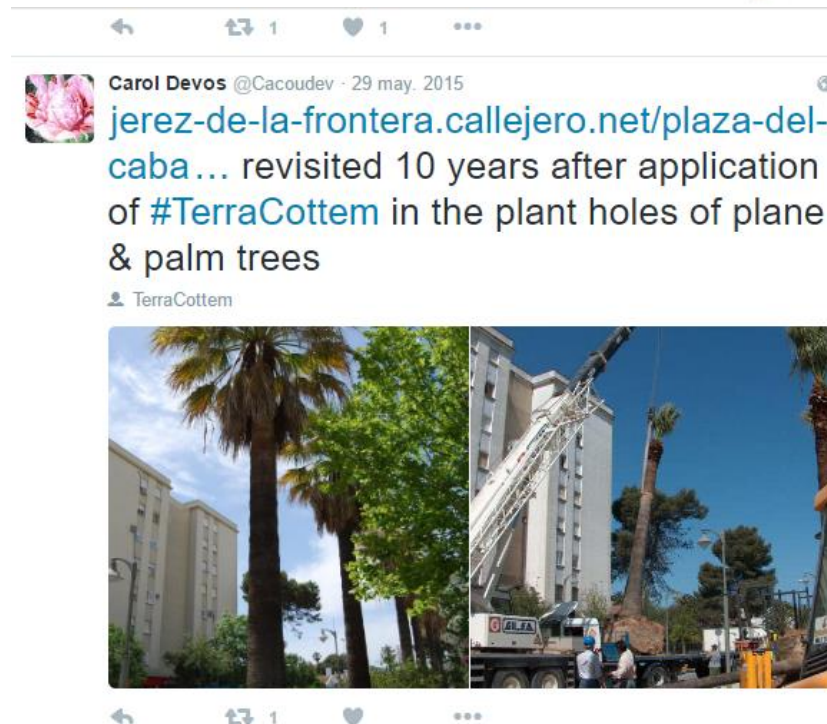 1 1
Carol Devos @Cacoudev · 29 may. 2015
jerez-de-la-frontera.callejero.net/plaza-del-
caba… revisited 10 years after application
of #TerraCottem in the plant holes of plane
& palm trees
TerraCottem
ALFA
1